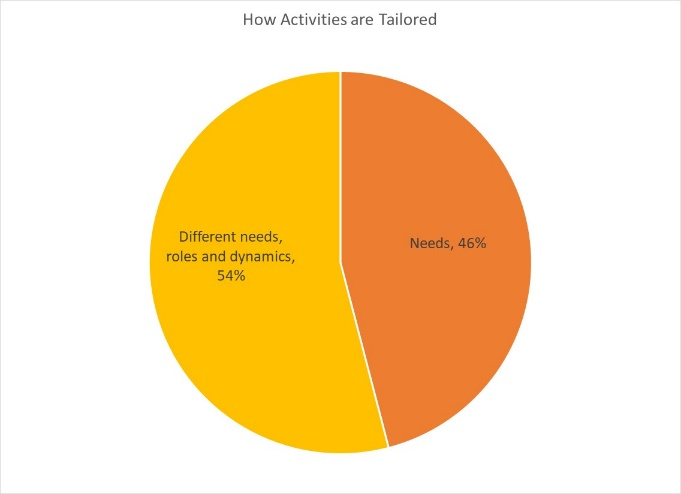 How Activities are Tailored
Different needs,
roles and dynamics,
54%
Needs, 46%